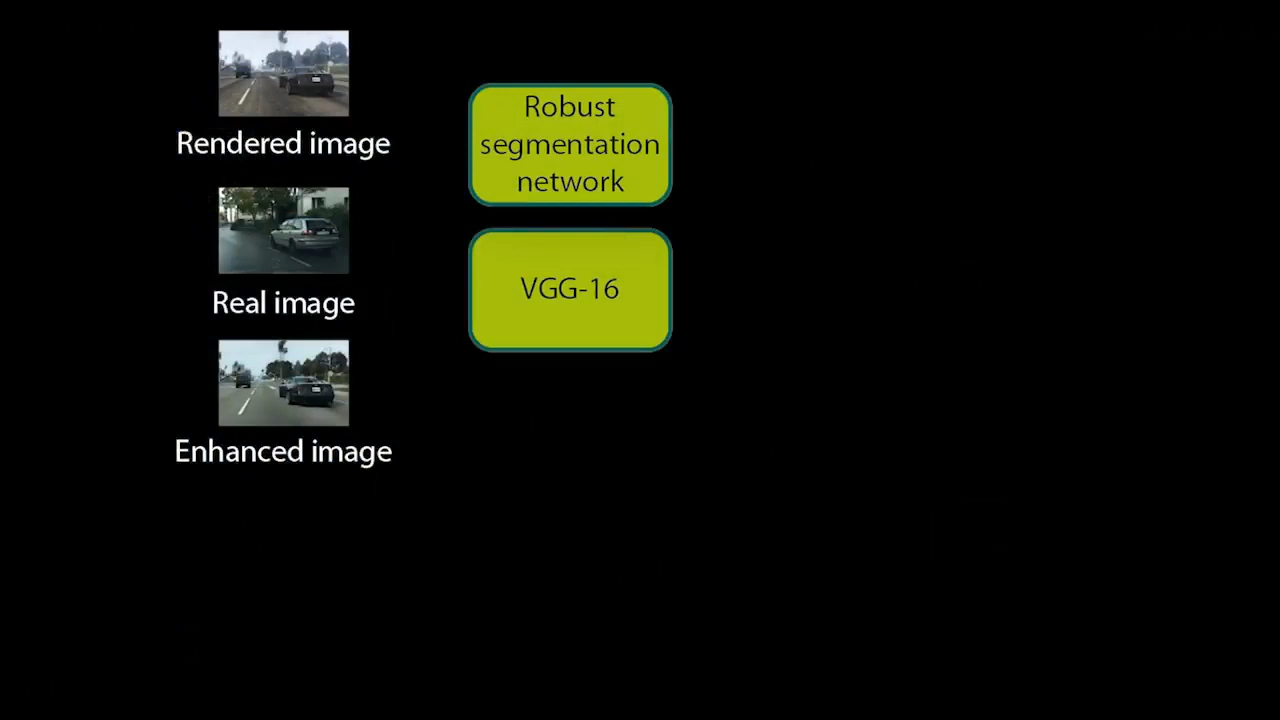 Rendered image
Real image
Enhanced image
Robust
segmentation
network
VGG-16